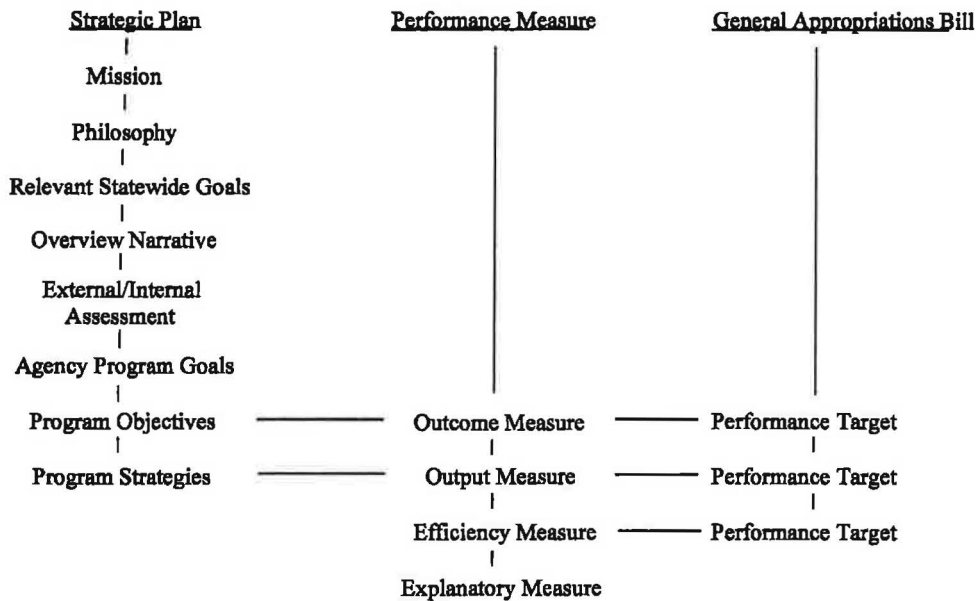 Strategic Plan
Performance Measure
General Appropriations Bill
Mission
Philosophy
Relevant Statewide Goals
Overview Narrative
External/Internal
Assessment
Agency Program Goals
Program Objectives
Outcome Measure
Performance Target
Program Strategies
Output Measure
Performance Target
Efficiency Measure
Performance Target
Explanatory Measure